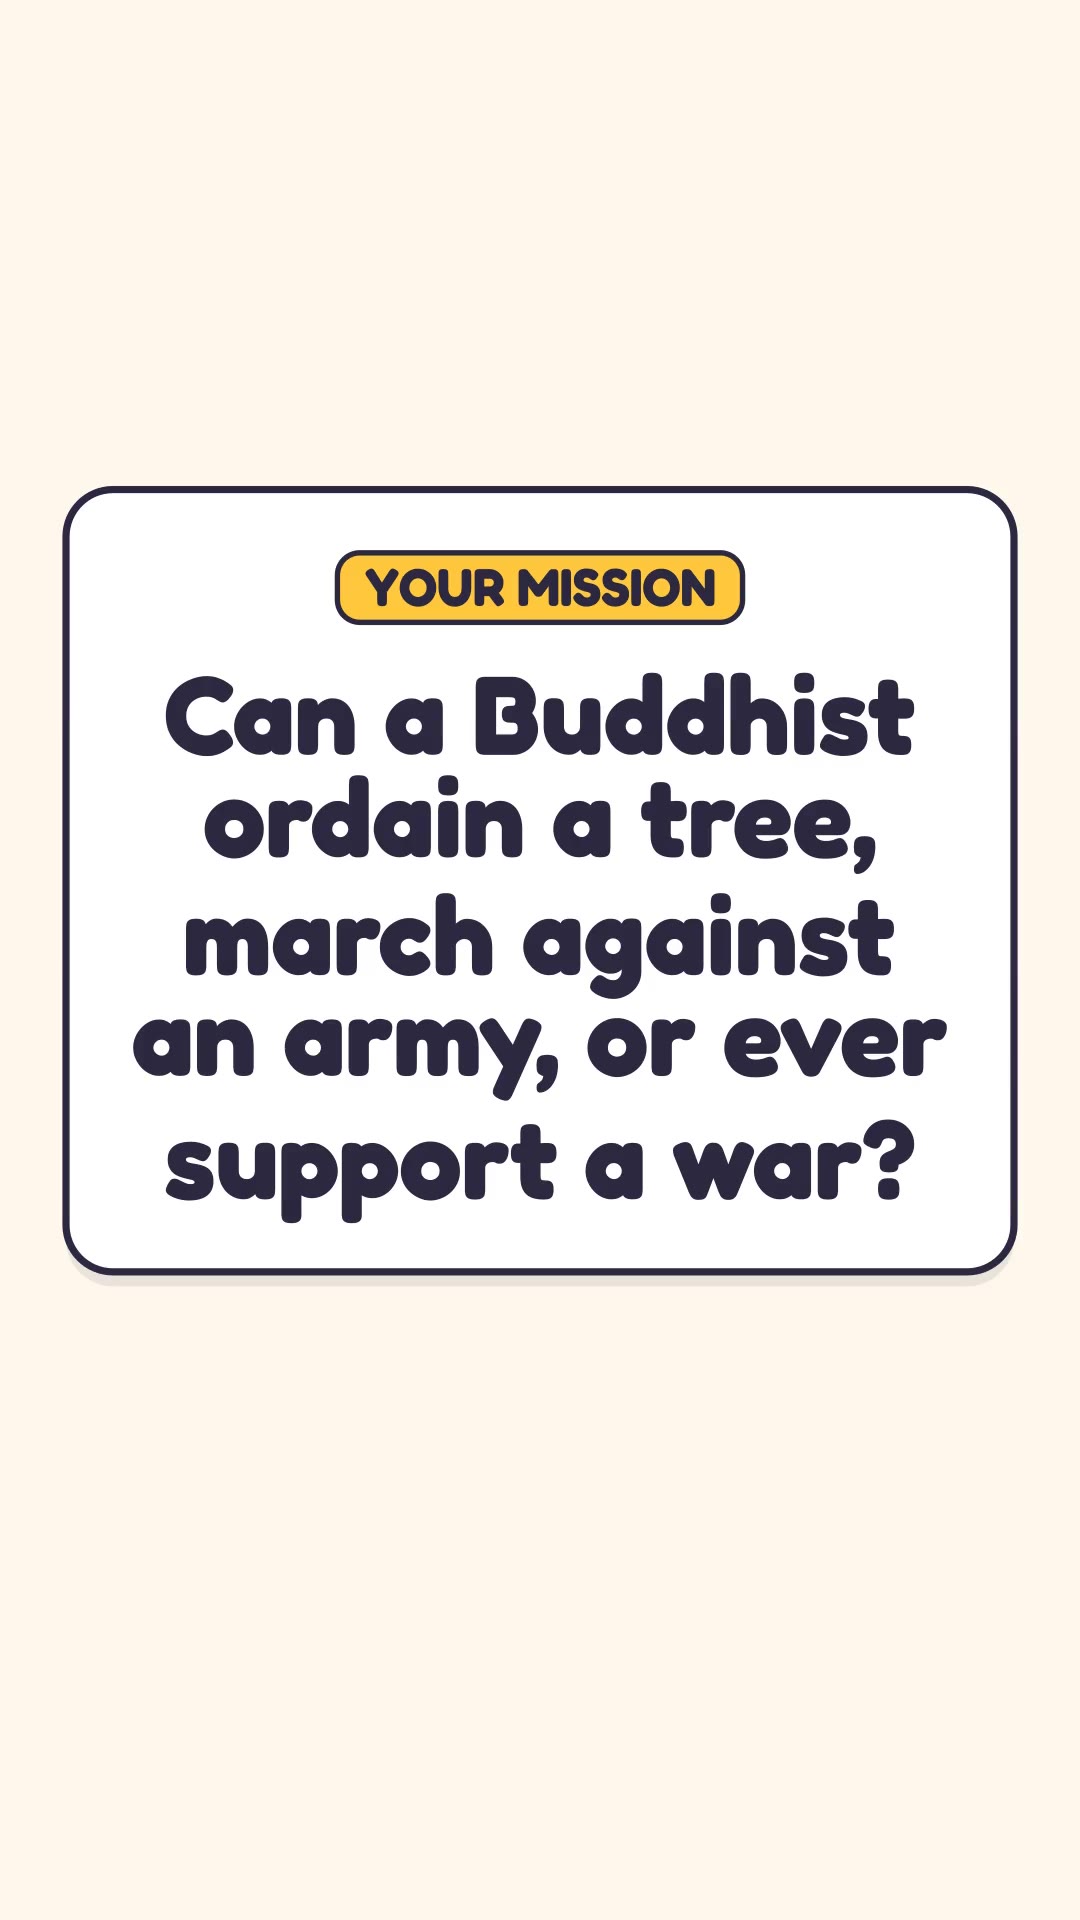 YOUR MISSION
Can a Buddhist
ordain a tree,
march against
an army, or ever
support a war?